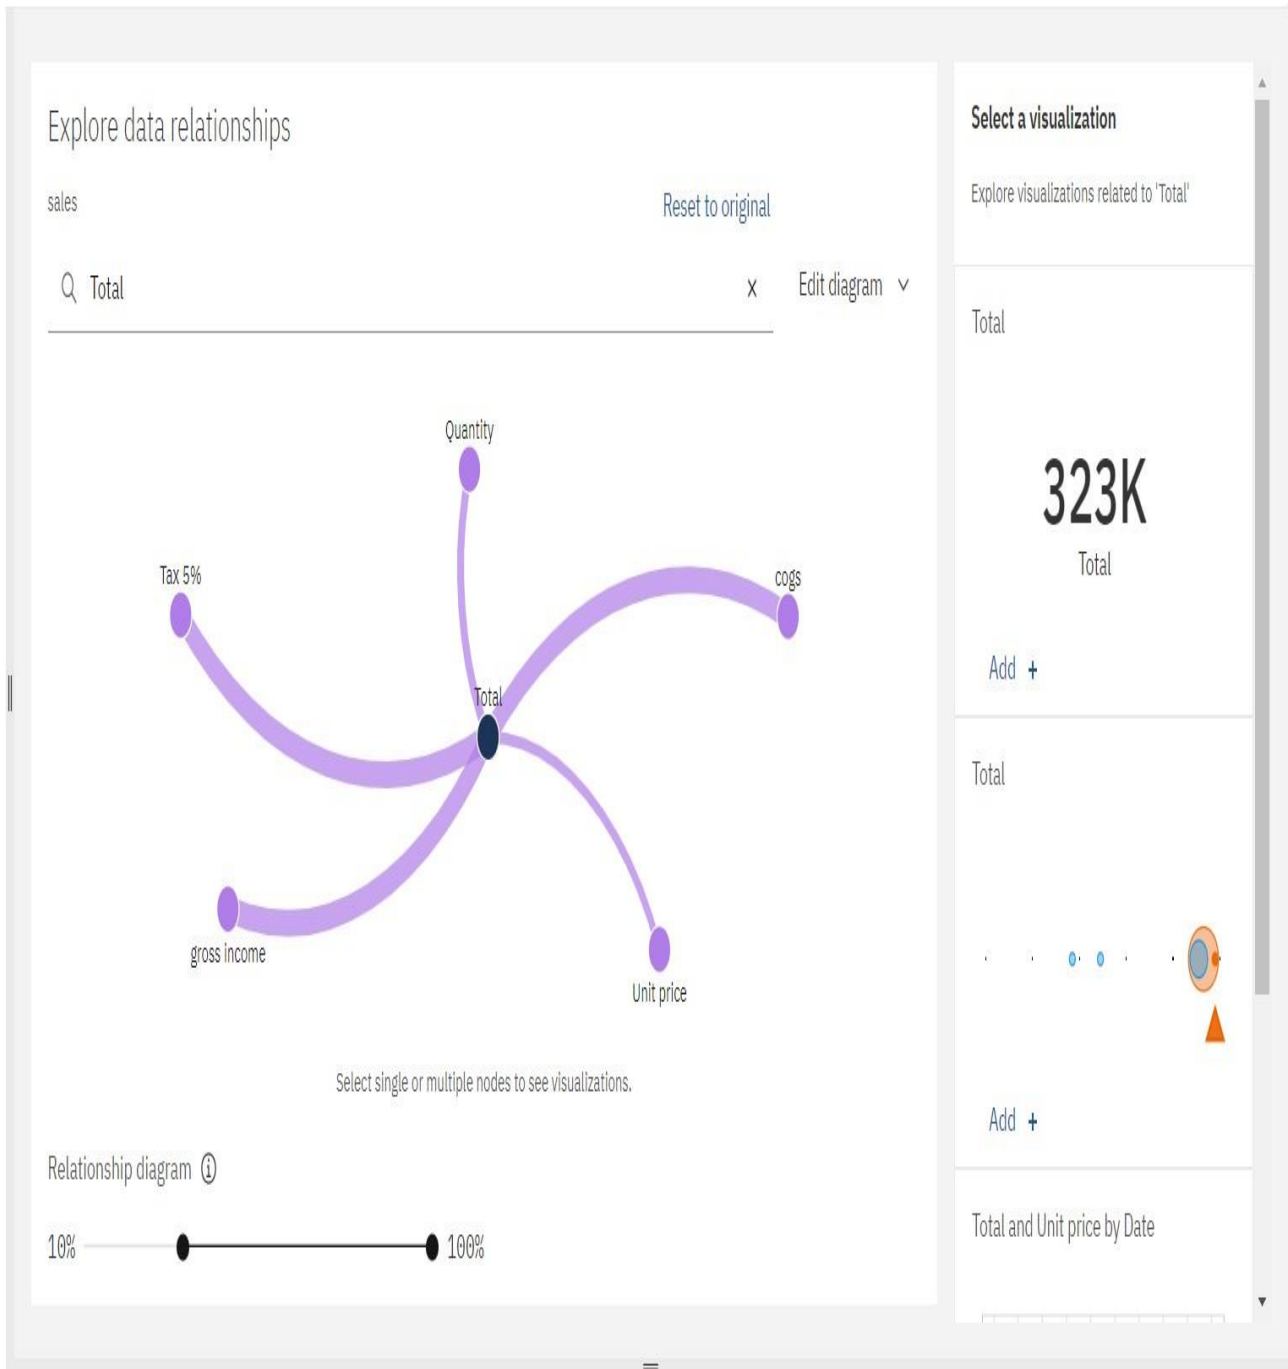 Explore data relationships
sales
Reset to original
Total
Edit diagram
Quantity
Tax 5%
cogs
Total
gross income
Unit price
Select single or multiple nodes to see visualizations.
Relationship diagram
10%
100%
Select a visualization
Explore visualizations related to 'Total'
Total
323K
Total
Add +
Total
Add +
Total and Unit price by Date